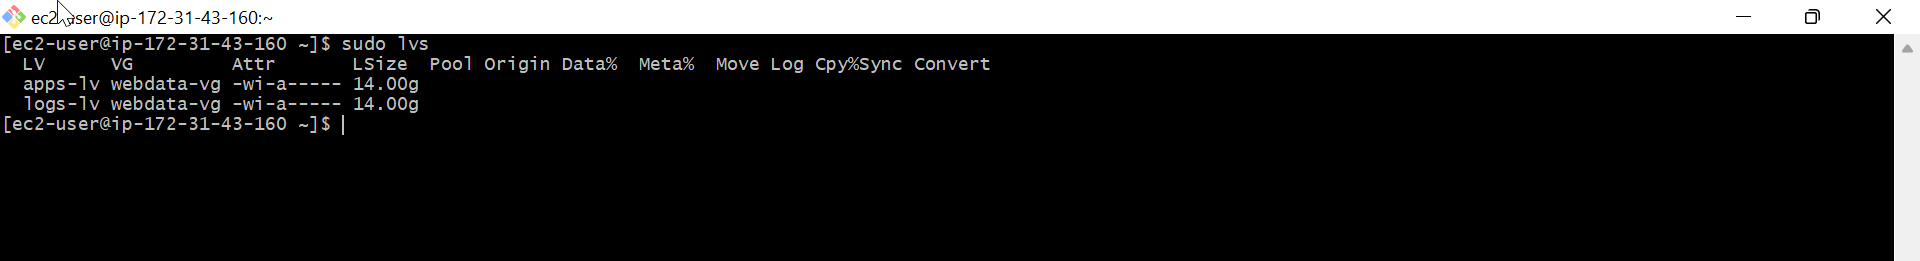 ec2-user@ip-172-31-43-160:~
[ec2-user@ip-172-31-43-160 ~]$ sudo lvs
  LV      VG         Attr       LSize  Pool Origin Data%  Meta%  Move Log Cpy%Sync Convert
  apps-lv webdata-vg -wi-a----- 14.00g
  logs-lv webdata-vg -wi-a----- 14.00g
[ec2-user@ip-172-31-43-160 ~]$